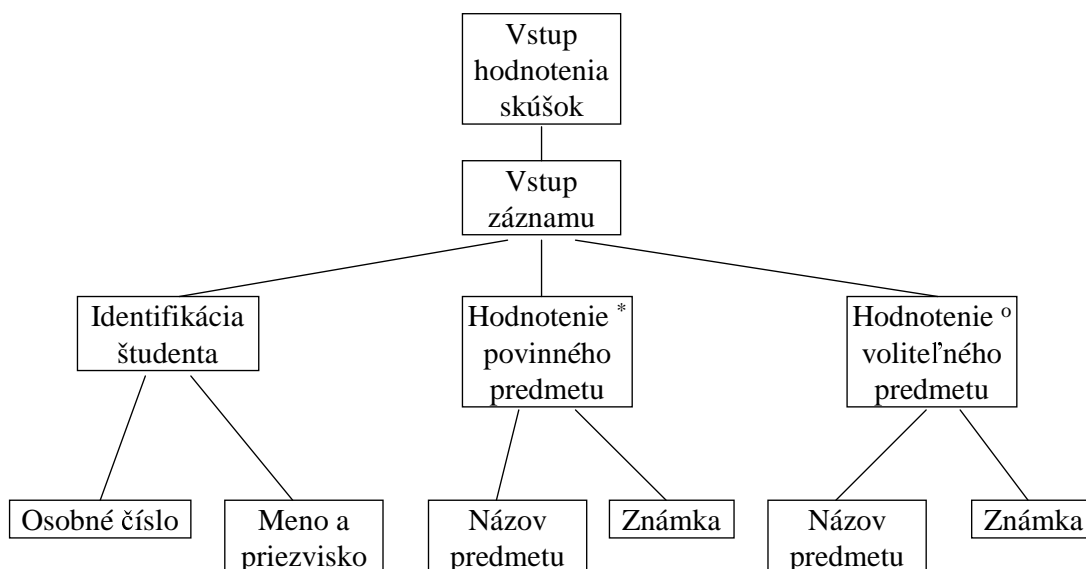 Vstup
hodnotenia
skúšok
Vstup
záznamu
Identifikácia
študenta
Hodnotenie *
povinného
predmetu
Hodnotenie o
voliteľného
predmetu
Osobné číslo
Meno a
priezvisko
Názov
predmetu
Známka
Názov
predmetu
Známka